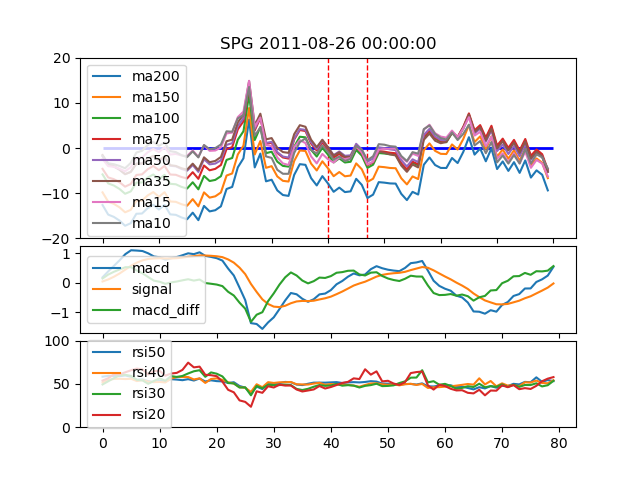 SPG 2011-08-26 00:00:00
20
10
0
−10
−20
ma200
ma150
ma100
ma75
ma50
ma35
ma15
ma10
1
0
−1
macd
signal
macd_diff
100
50
0
rsi50
rsi40
rsi30
rsi20
0 10 20 30 40 50 60 70 80